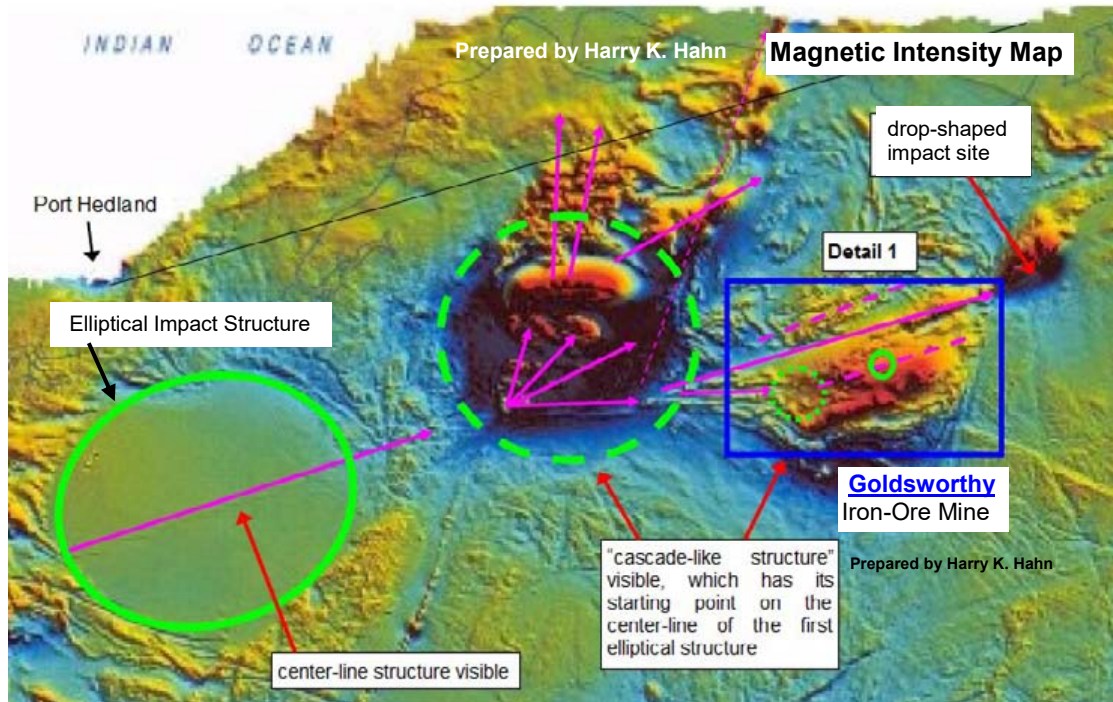 INDIAN OCEAN
Prepared by Harry K. Hahn
Magnetic Intensity Map
drop-shaped
impact site
Port Hedland
Detail 1
Elliptical Impact Structure
Goldsworthy
Iron-Ore Mine
"cascade-like structure"
visible, which has its
starting point on the
center-line of the first
elliptical structure
Prepared by Harry K. Hahn
center-line structure visible